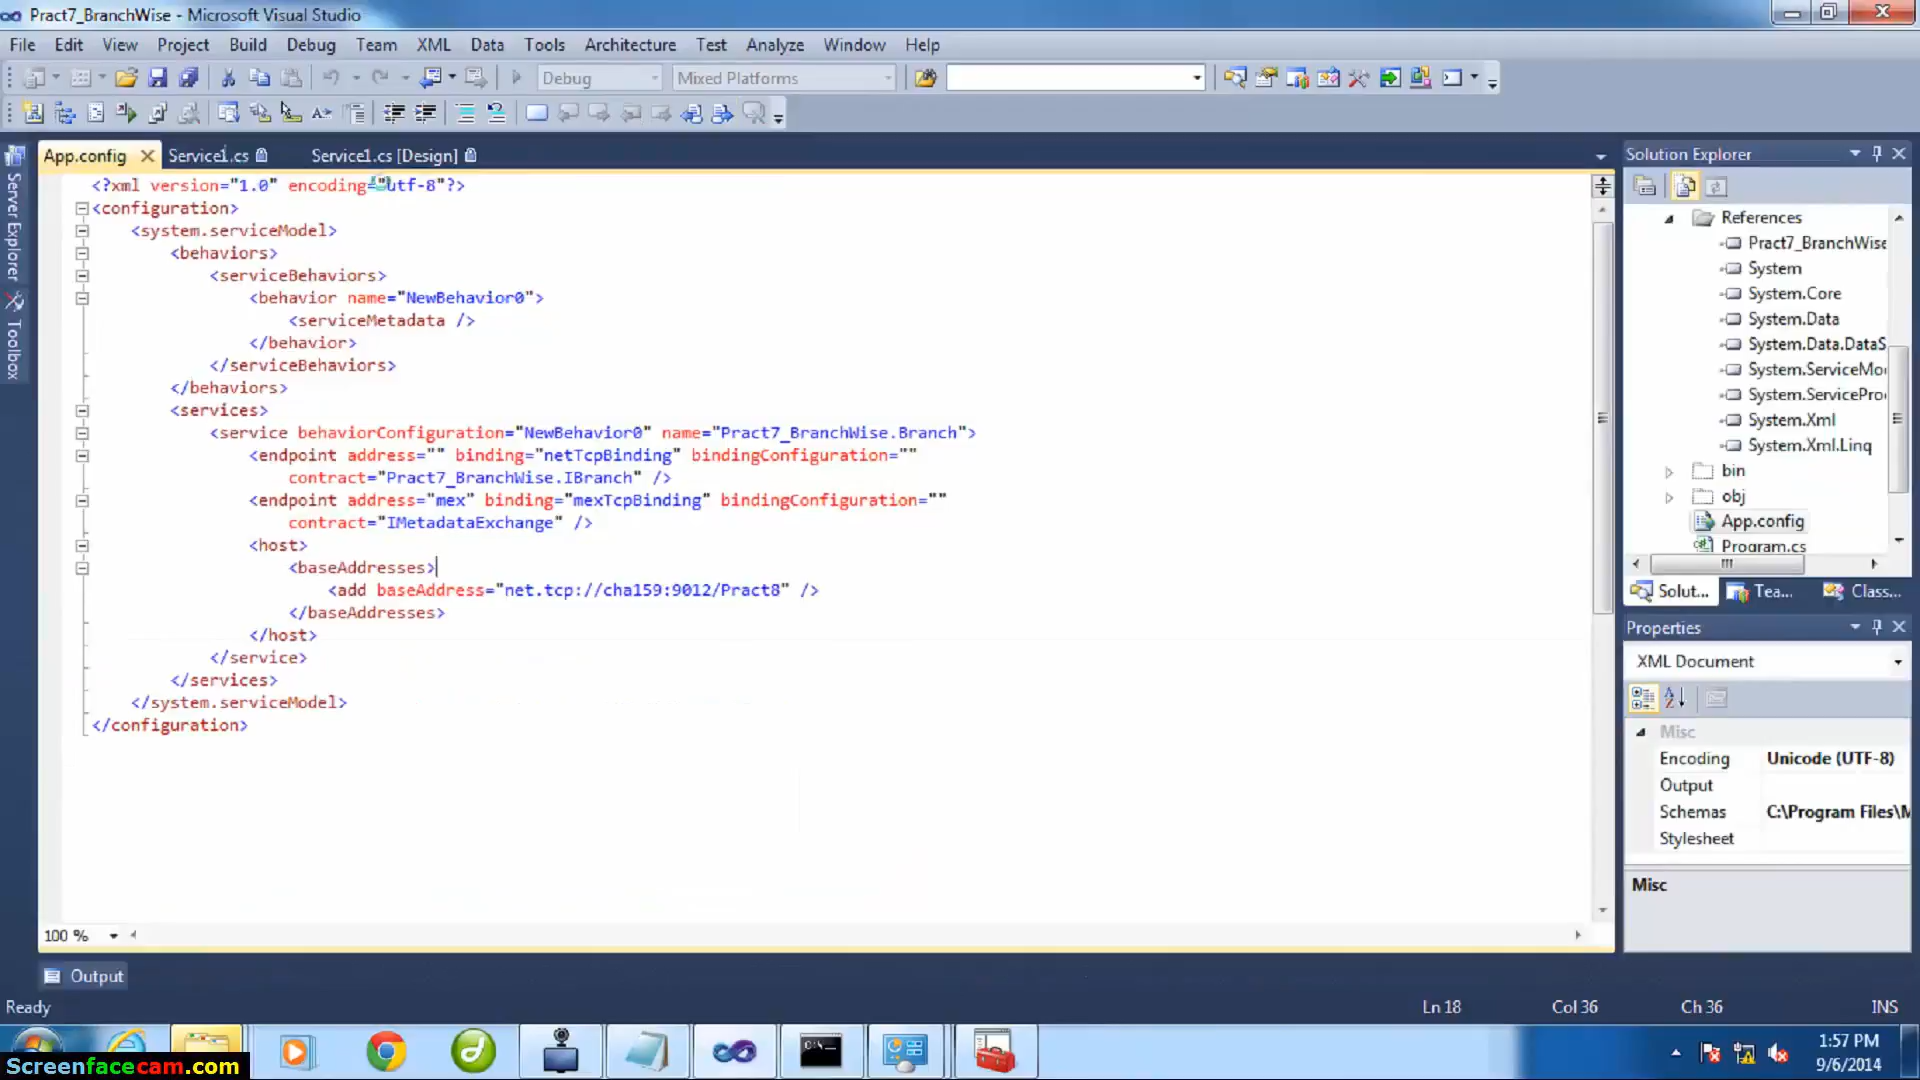 Pract7_BranchWise - Microsoft Visual Studio
File Edit View Project Build Debug Team XML Data Tools Architecture Test Analyze Window Help
Debug Mixed Platforms
App.config Service1.cs Service1.cs [Design]
Server Explorer
Toolbox
<?xml version="1.0" encoding="utf-8"?>
<configuration>
<system.serviceModel>
<behaviors>
<serviceBehaviors>
<behavior name="NewBehavior0">
<serviceMetadata />
</behavior>
</serviceBehaviors>
</behaviors>
<services>
<service behaviorConfiguration="NewBehavior0" name="Pract7_BranchWise.Branch">
<endpoint address="" binding="netTcpBinding" bindingConfiguration=""
contract="Pract7_BranchWise.IBranch" />
<endpoint address="mex" binding="mexTcpBinding" bindingConfiguration=""
contract="IMetadataExchange" />
<host>
<baseAddresses>
<add baseAddress="net.tcp://cha159:9012/Pract8" />
</baseAddresses>
</host>
</service>
</services>
</system.serviceModel>
</configuration>
100 %
Solution Explorer
References
Pract7_BranchWise
System
System.Core
System.Data
System.Data.DataS
System.ServiceMo
System.ServicePro
System.Xml
System.Xml.Linq
bin
obj
App.config
Program.cs
Solut... Tea... Class...
Properties
XML Document
Misc
Encoding Unicode (UTF-8)
Output
Schemas C:\Program Files\M
Stylesheet
Misc
Output
Ready Ln 18 Col 36 Ch 36 INS
Screenfacecam.com
1:57 PM
9/6/2014